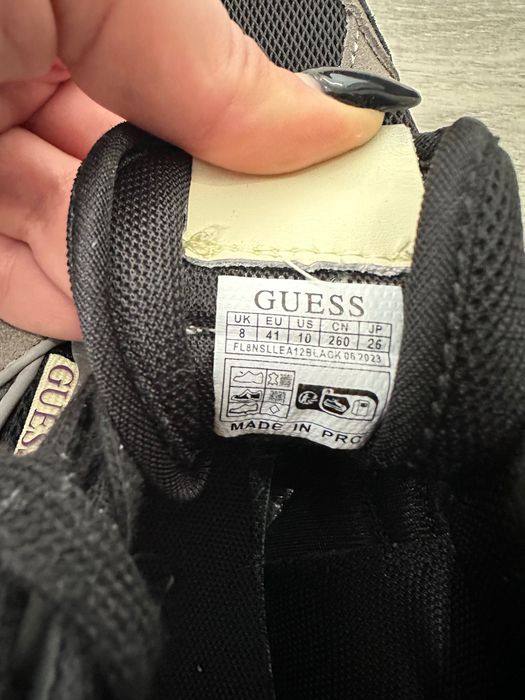 GUESS
UK EU US CN JP
8 41 10 260 26
FL8NSLLEA12BLACK 06 2023
MADE IN PRC
GUESS